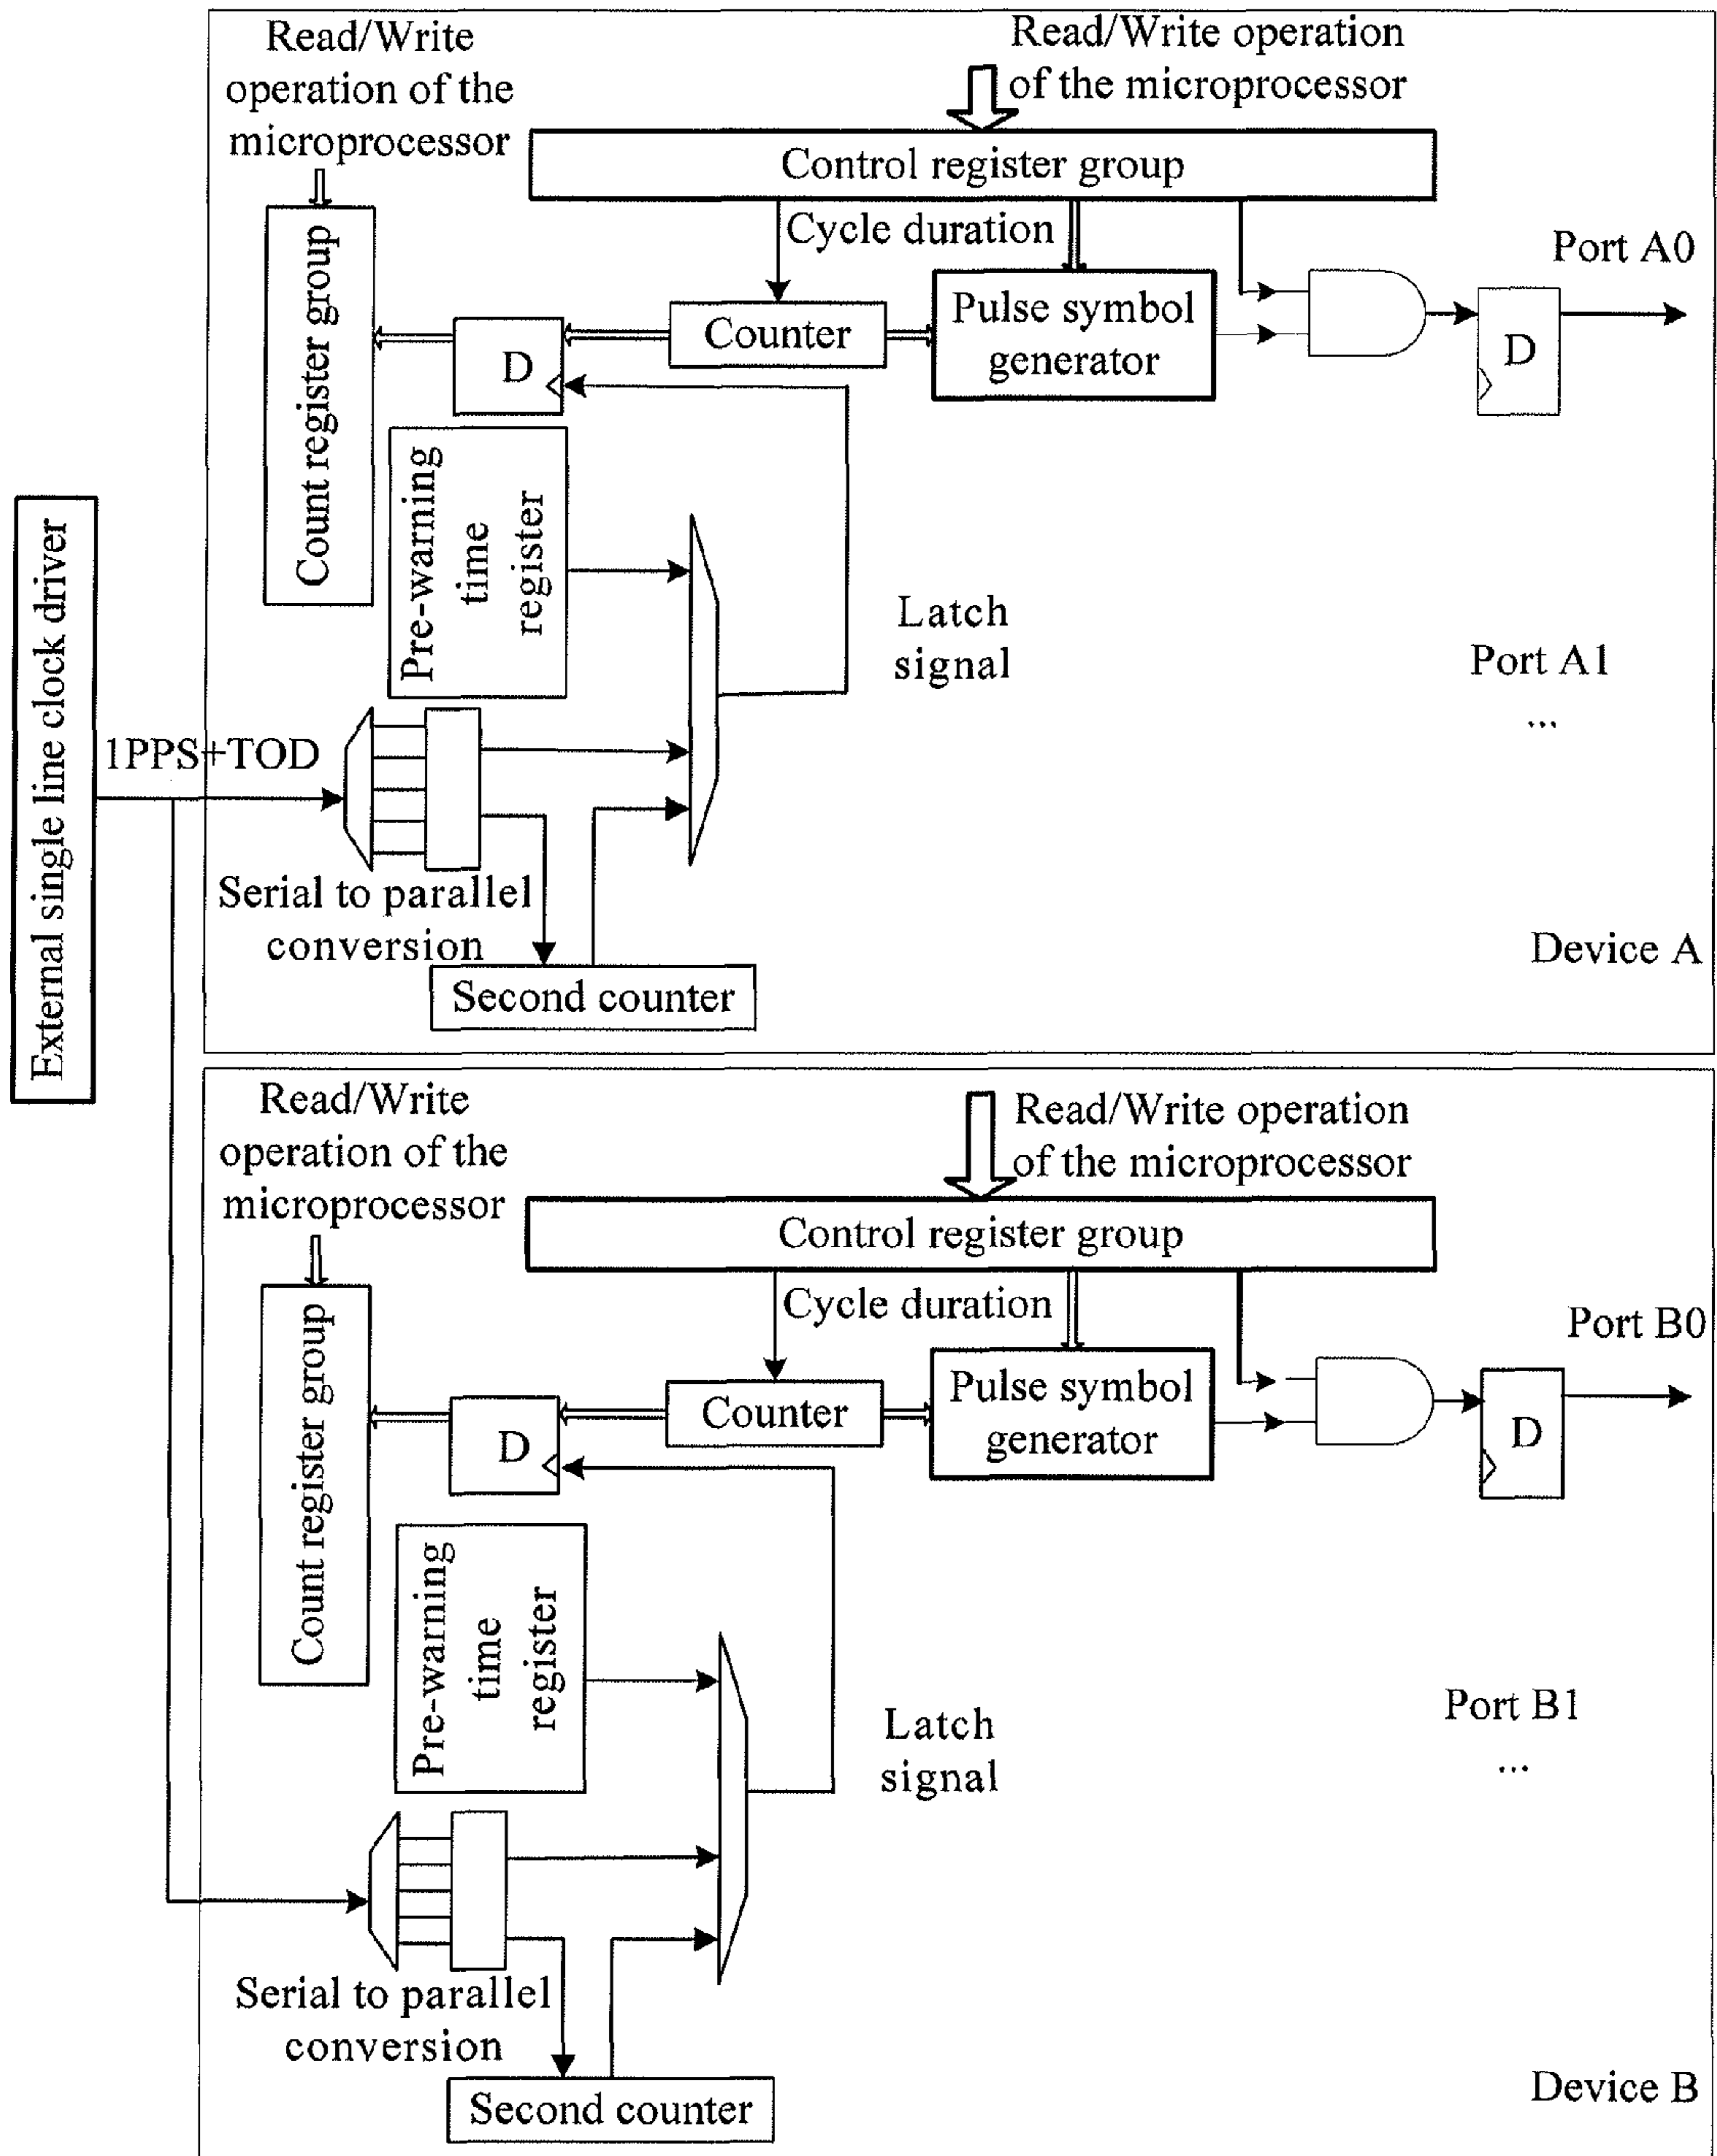 Read/Write
operation of the
microprocessor
Read/Write operation
of the microprocessor
Control register group
Cycle duration
Port A0
Count register group
D
Counter
Pulse symbol
generator
D
Pre-warning
time
register
Latch
signal
Port A1
...
External single line clock driver
1PPS+TOD
Serial to parallel
conversion
Second counter
Device A
Read/Write
operation of the
microprocessor
Read/Write operation
of the microprocessor
Control register group
Cycle duration
Port B0
Count register group
D
Counter
Pulse symbol
generator
D
Pre-warning
time
register
Latch
signal
Port B1
...
Serial to parallel
conversion
Second counter
Device B